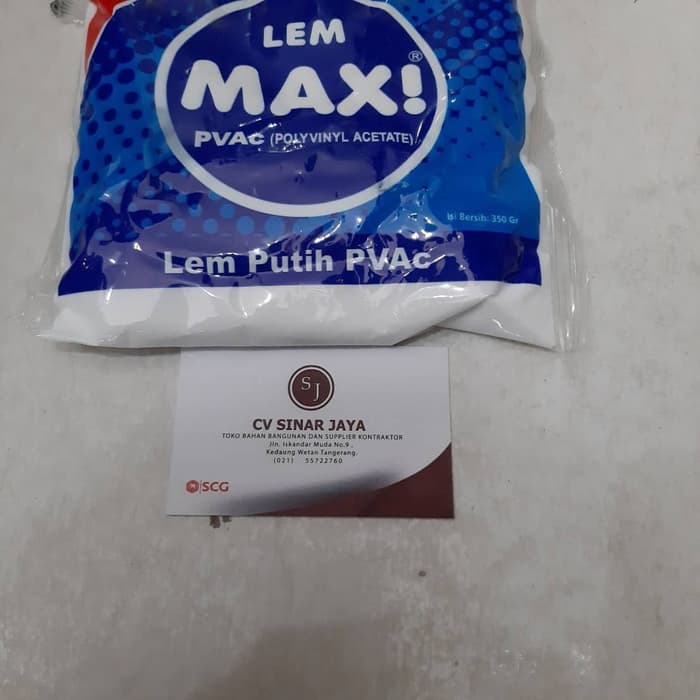 LEM
MAX!®
PVAc (POLYVINYL ACETATE)
Isi Bersih: 350 Gr
Lem Putih PVAc
SJ
CV SINAR JAYA
TOKO BAHAN BANGUNAN DAN SUPPLIER KONTRAKTOR
Jln. Iskandar Muda No.9 ,
Kedaung Wetan Tangerang.
(021) 55722760
SCG